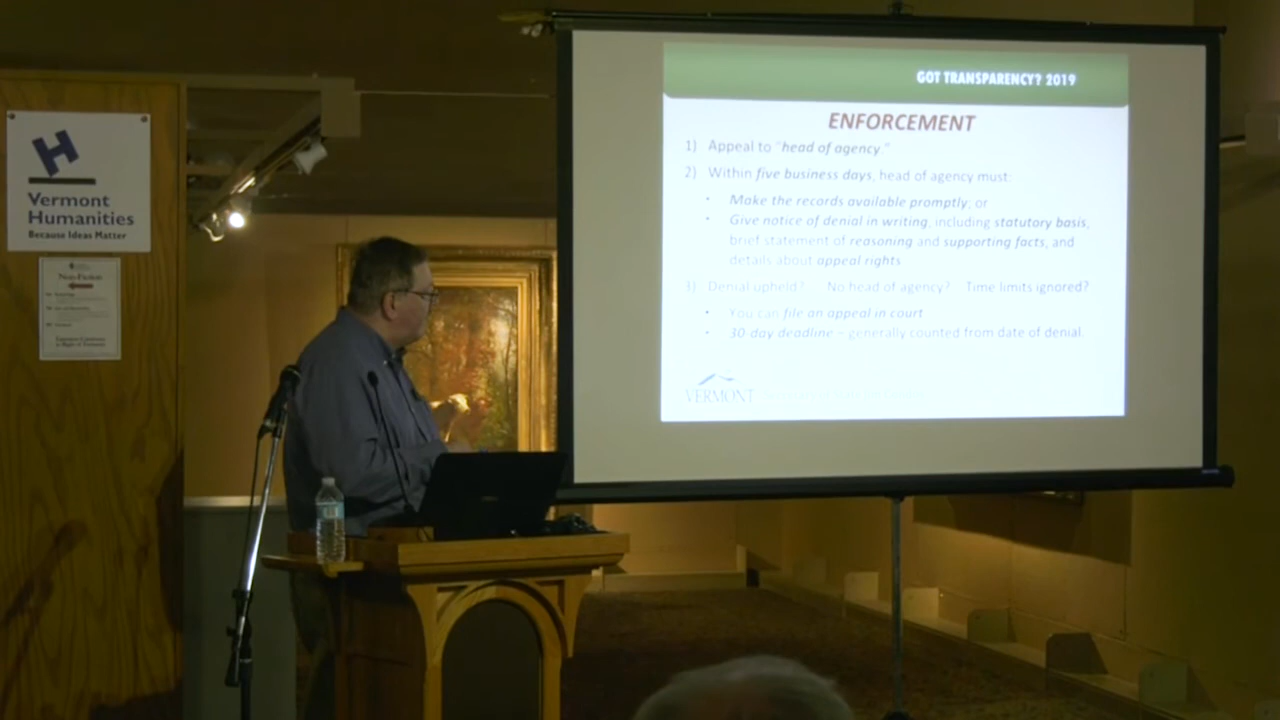 Vermont
Humanities
Because Ideas Matter
Non-Fiction
GOT TRANSPARENCY? 2019
ENFORCEMENT
1) Appeal to "head of agency."
2) Within five business days, head of agency must:
· Make the records available promptly; or
· Give notice of denial in writing, including statutory basis,
brief statement of reasoning and supporting facts, and
details about appeal rights
3) Denial upheld? No head of agency? Time limits ignored?
· You can file an appeal in court
· 30 day deadline – generally counted from date of denial.
VERMONT